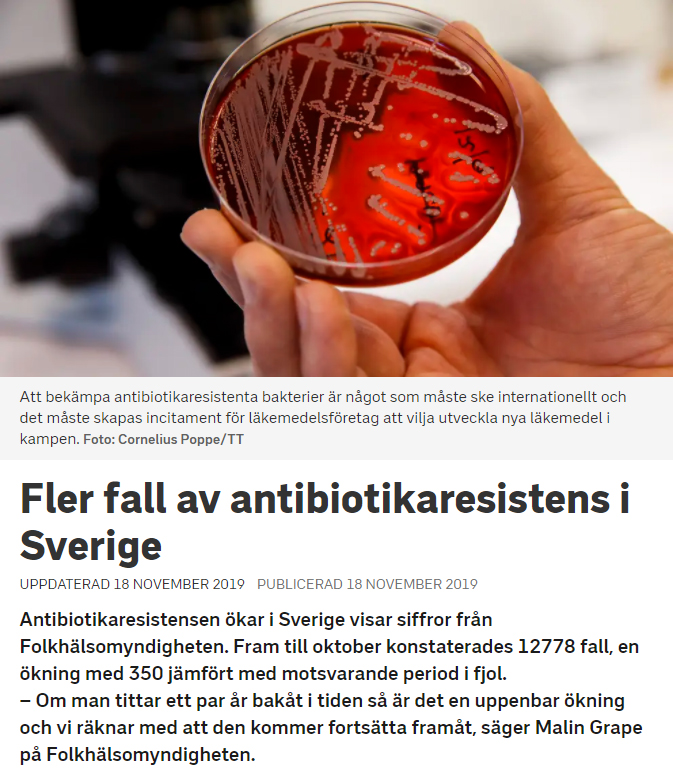 Att bekämpa antibiotikaresistenta bakterier är något som måste ske internationellt och
det måste skapas incitament för läkemedelsföretag att vilja utveckla nya läkemedel i
kampen. Foto: Cornelius Poppe/TT
Fler fall av antibiotikaresistens i
Sverige
UPPDATERAD 18 NOVEMBER 2019 PUBLICERAD 18 NOVEMBER 2019
Antibiotikaresistensen ökar i Sverige visar siffror från
Folkhälsomyndigheten. Fram till oktober konstaterades 12778 fall, en
ökning med 350 jämfört med motsvarande period i fjol.
– Om man tittar ett par år bakåt i tiden så är det en uppenbar ökning
och vi räknar med att den kommer fortsätta framåt, säger Malin Grape
på Folkhälsomyndigheten.